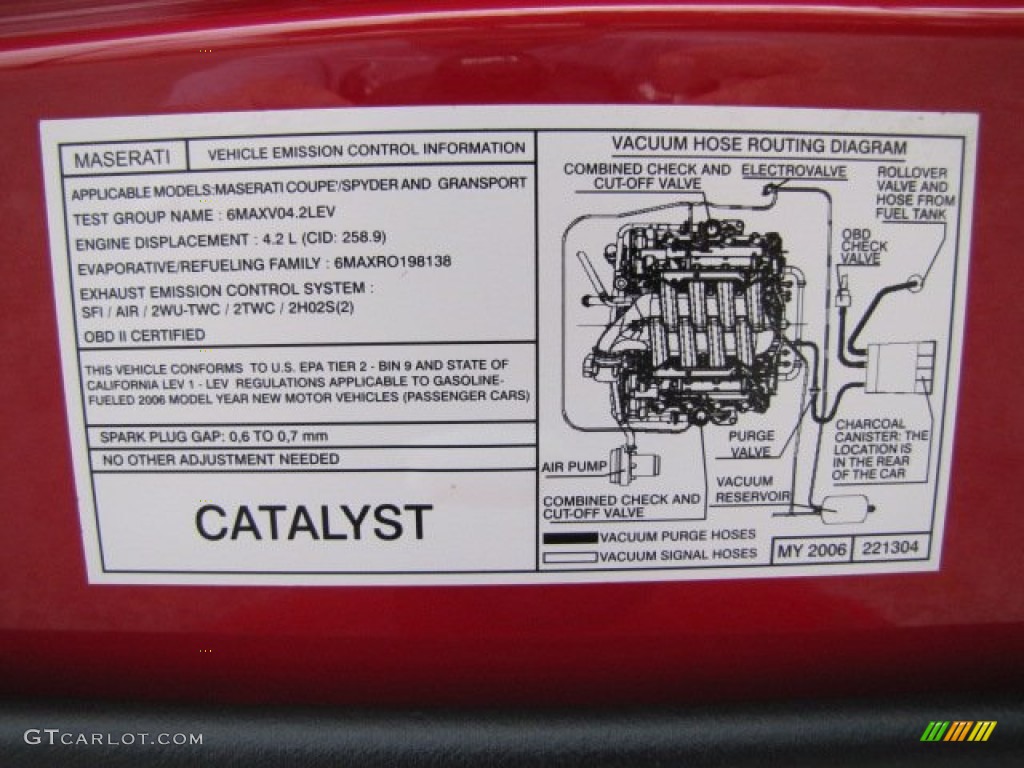 MASERATI
VEHICLE EMISSION CONTROL INFORMATION
APPLICABLE MODELS:MASERATI COUPE'/SPYDER AND GRANSPORT
TEST GROUP NAME : 6MAXV04.2LEV
ENGINE DISPLACEMENT : 4.2 L (CID: 258.9)
EVAPORATIVE/REFUELING FAMILY : 6MAXRO198138
EXHAUST EMISSION CONTROL SYSTEM :
SFI / AIR / 2WU-TWC / 2TWC / 2H02S(2)
OBD II CERTIFIED
THIS VEHICLE CONFORMS TO U.S. EPA TIER 2 - BIN 9 AND STATE OF
CALIFORNIA LEV 1 - LEV REGULATIONS APPLICABLE TO GASOLINE-
FUELED 2006 MODEL YEAR NEW MOTOR VEHICLES (PASSENGER CARS)
SPARK PLUG GAP: 0,6 TO 0,7 mm
NO OTHER ADJUSTMENT NEEDED
CATALYST
VACUUM HOSE ROUTING DIAGRAM
COMBINED CHECK AND
CUT-OFF VALVE
ELECTROVALVE
ROLLOVER
VALVE AND
HOSE FROM
FUEL TANK
OBD
CHECK
VALVE
PURGE
VALVE
CHARCOAL
CANISTER: THE
LOCATION IS
IN THE REAR
OF THE CAR
AIR PUMP
VACUUM
RESERVOIR
COMBINED CHECK AND
CUT-OFF VALVE
VACUUM PURGE HOSES
VACUUM SIGNAL HOSES
MY 2006
221304
GTCARLOT.COM